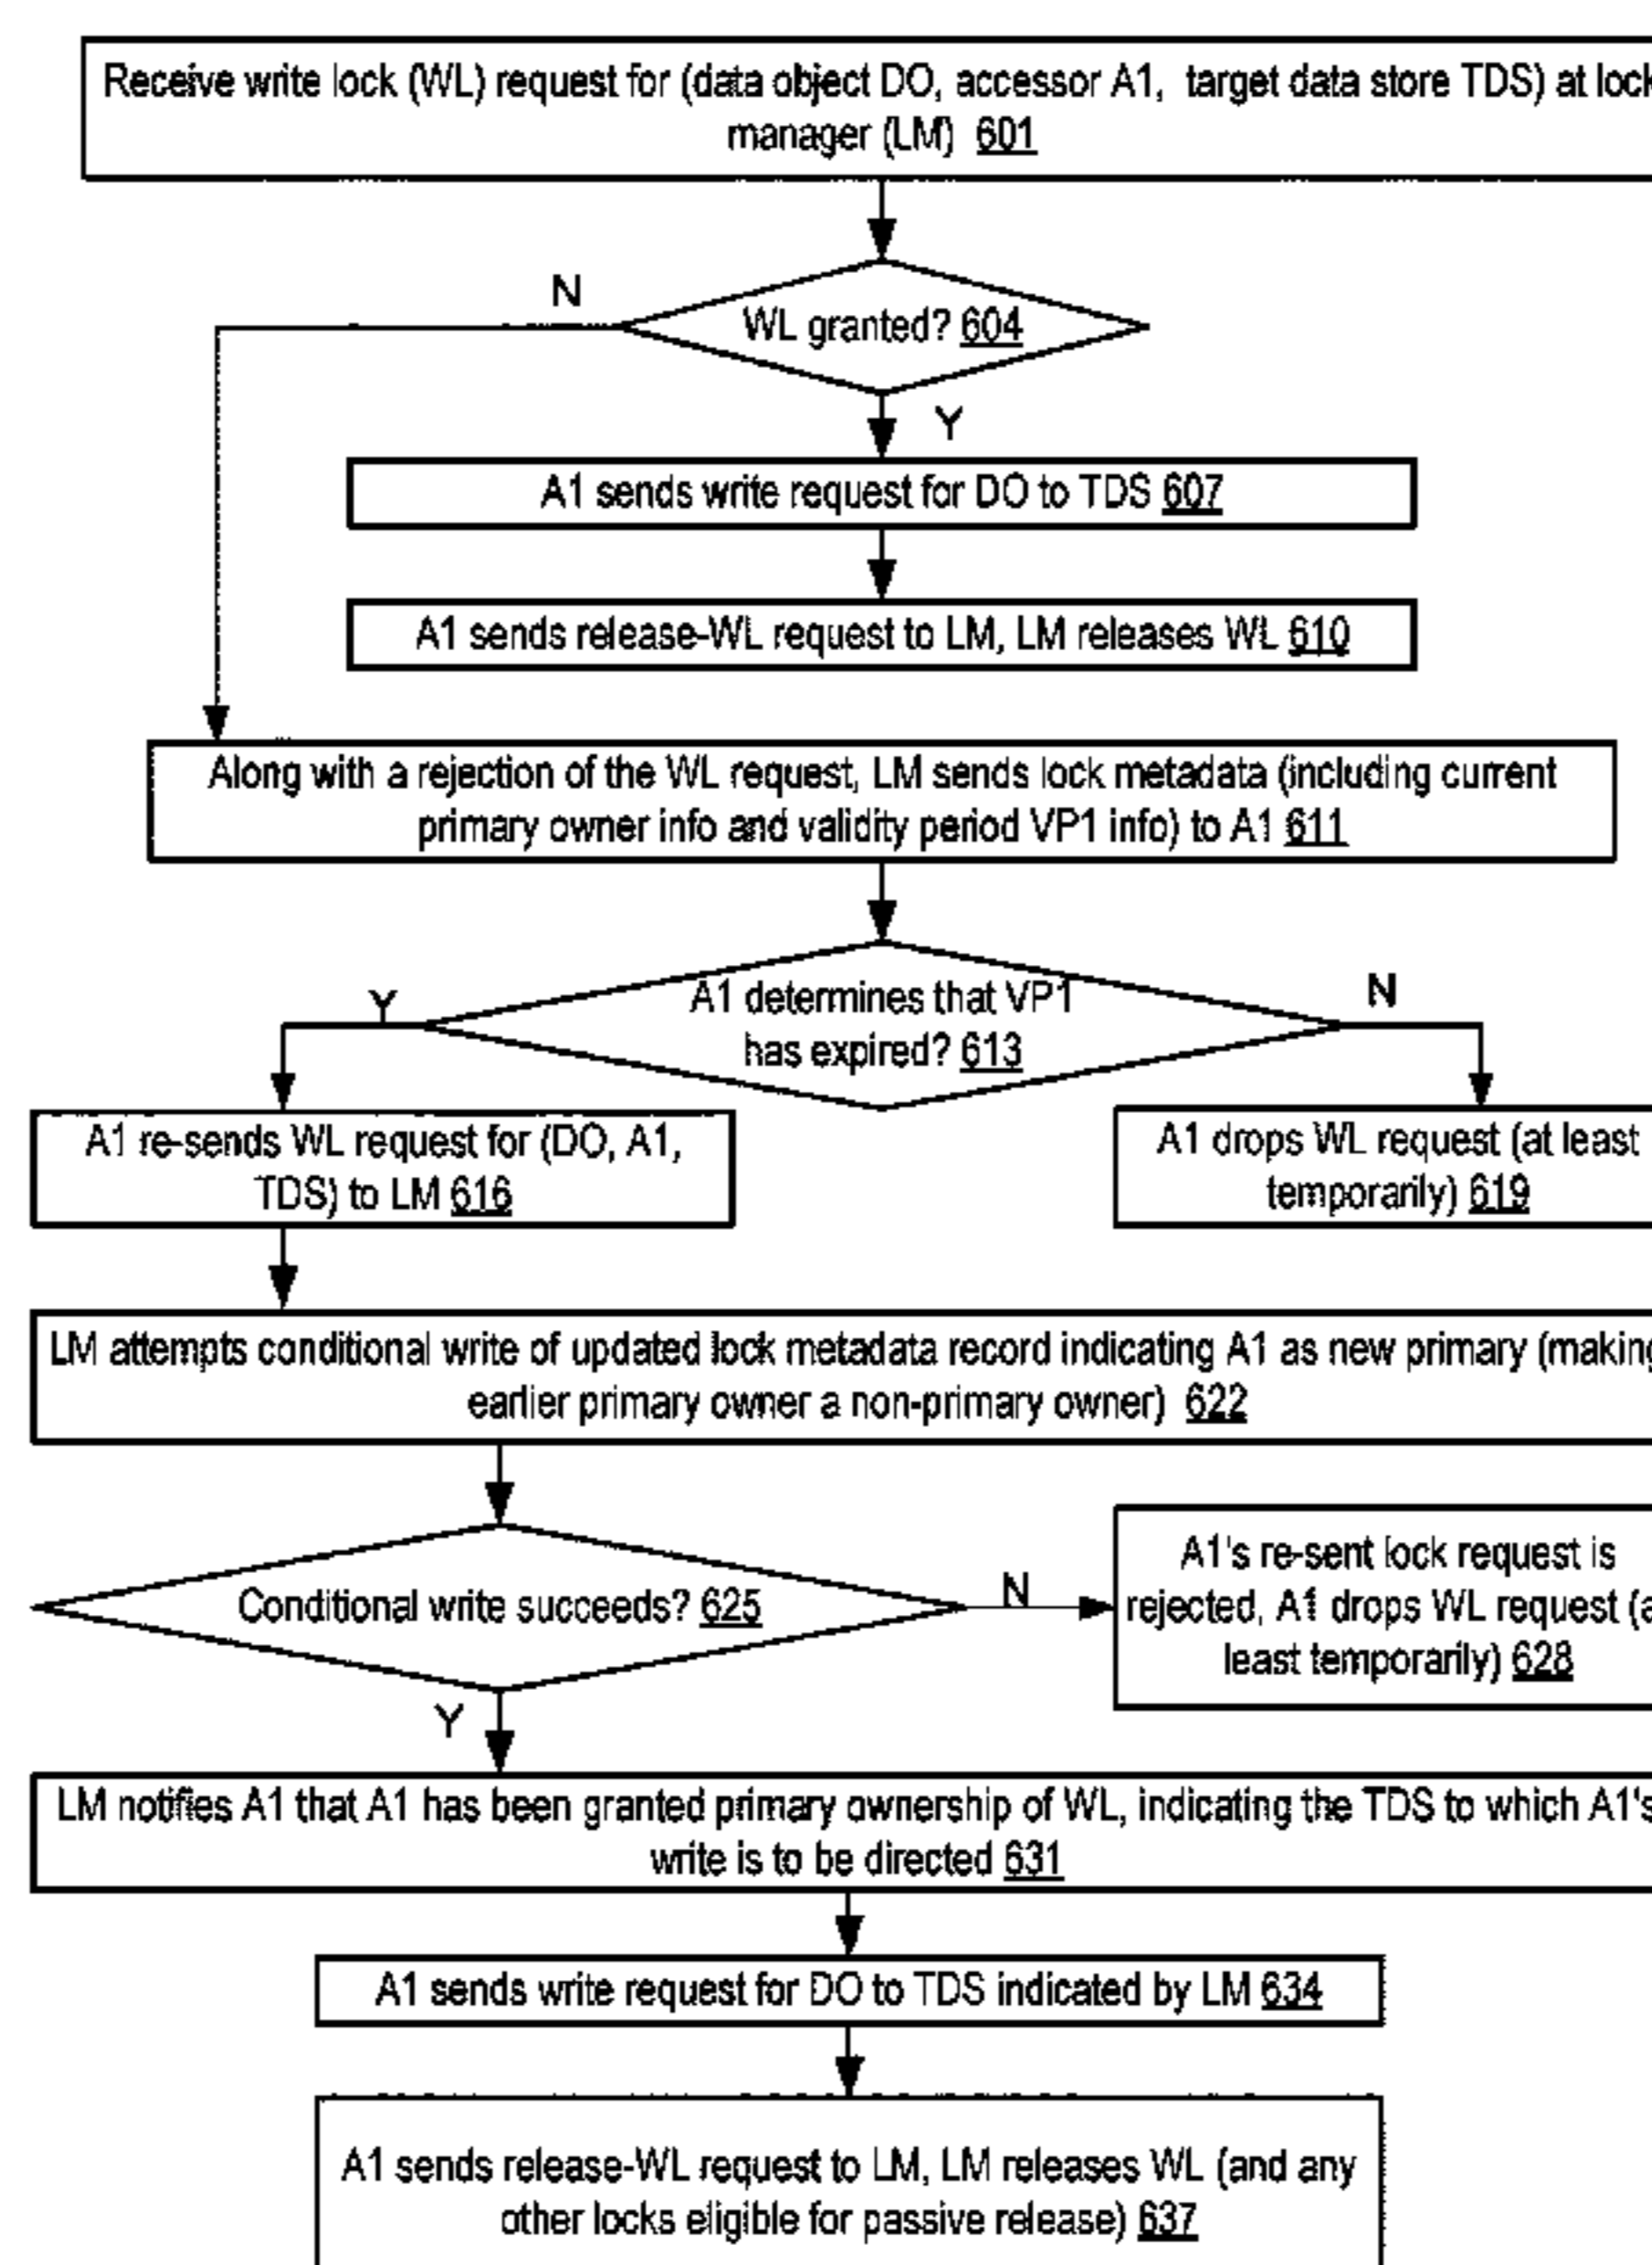 Receive write lock (WL) request for (data object DO, accessor A1, target data store TDS) at lock
manager (LM) 601
N
WL granted? 604
Y
A1 sends write request for DO to TDS 607
A1 sends release-WL request to LM, LM releases WL 610
Along with a rejection of the WL request, LM sends lock metadata (including current
primary owner info and validity period VP1 info) to A1 611
Y
A1 determines that VP1
has expired? 613
N
A1 re-sends WL request for (DO, A1,
TDS) to LM 616
A1 drops WL request (at least
temporarily) 619
LM attempts conditional write of updated lock metadata record indicating A1 as new primary (making
earlier primary owner a non-primary owner) 622
Conditional write succeeds? 625
N
A1's re-sent lock request is
rejected, A1 drops WL request (a
least temporarily) 628
Y
LM notifies A1 that A1 has been granted primary ownership of WL, indicating the TDS to which A1's
write is to be directed 631
A1 sends write request for DO to TDS indicated by LM 634
A1 sends release-WL request to LM, LM releases WL (and any
other locks eligible for passive release) 637